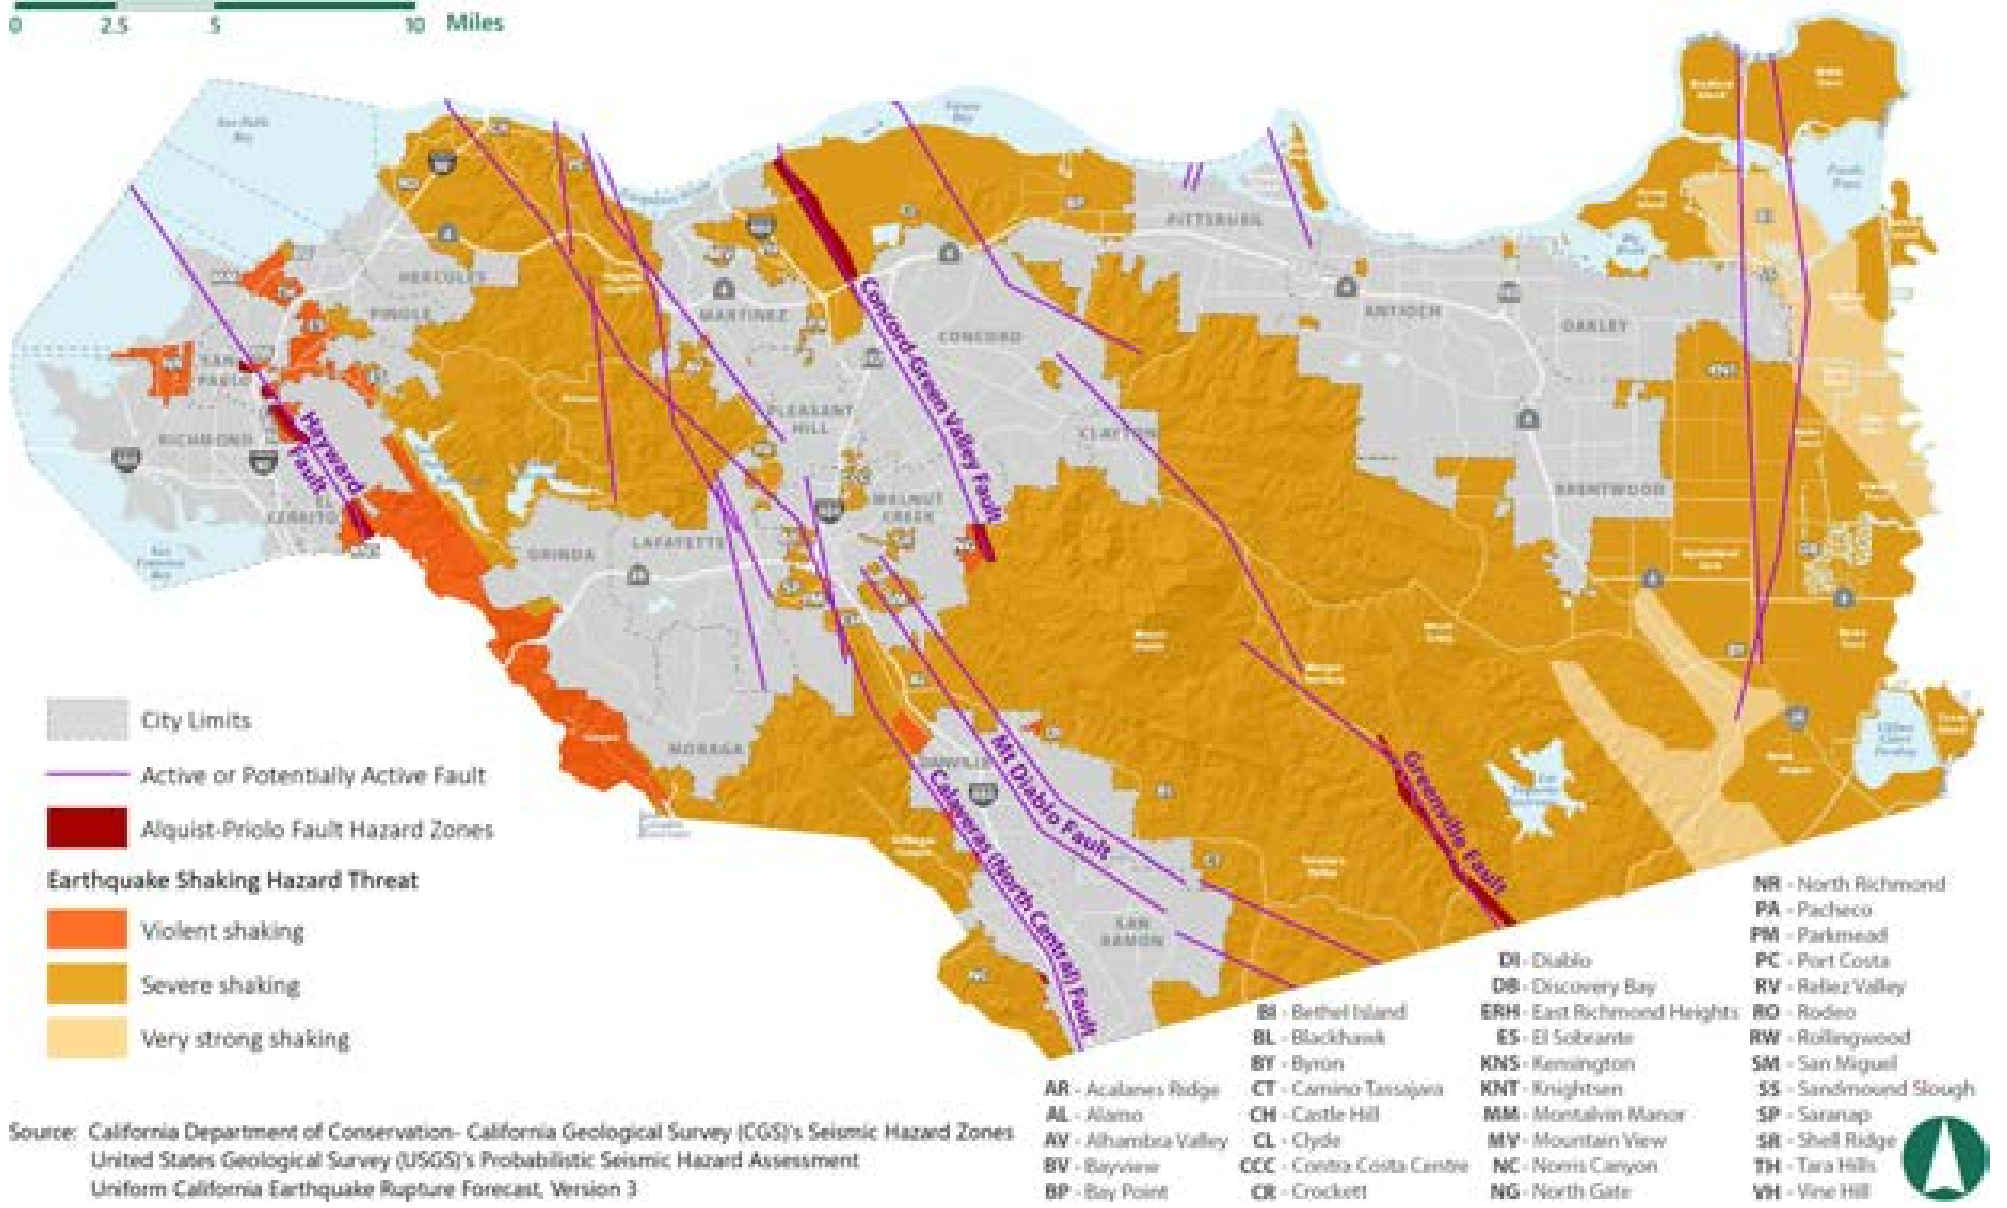 0 2.5 5 10 Miles
San Pablo
Bay
HERCULES
PINOLE
MARTINEZ
CONCORD
PITTSBURG
ANTIOCH
OAKLEY
SAN
PABLO
RICHMOND
EL
CERRITO
PLEASANT
HILL
CLAYTON
WALNUT
CREEK
BRENTWOOD
ORINDA
LAFAYETTE
MORAGA
DANVILLE
SAN
RAMON
Hayward
Fault
Concord-Green Valley Fault
Mt Diablo Fault
Calaveras (North Central) Fault
Greenville Fault
BP
KNT
NC
City Limits
Active or Potentially Active Fault
Alquist-Priolo Fault Hazard Zones
Earthquake Shaking Hazard Threat
Violent shaking
Severe shaking
Very strong shaking
Source: California Department of Conservation- California Geological Survey (CGS)'s Seismic Hazard Zones
United States Geological Survey (USGS)'s Probabilistic Seismic Hazard Assessment
Uniform California Earthquake Rupture Forecast, Version 3
AR - Acalanes Ridge
AL - Alamo
AV - Alhambra Valley
BV - Bayview
BP - Bay Point
BI - Bethel Island
BL - Blackhawk
BY - Byron
CT - Camino Tassajara
CH - Castle Hill
CL - Clyde
CCC - Contra Costa Centre
CR - Crockett
DI - Diablo
DB - Discovery Bay
ERH - East Richmond Heights
ES - El Sobrante
KNS - Kensington
KNT - Knightsen
MM - Montalvin Manor
MV - Mountain View
NC - Norris Canyon
NG - North Gate
NR - North Richmond
PA - Pacheco
PM - Parkmead
PC - Port Costa
RV - Reliez Valley
RO - Rodeo
RW - Rollingwood
SM - San Miguel
SS - Sandmound Slough
SP - Saranap
SR - Shell Ridge
TH - Tara Hills
VH - Vine Hill